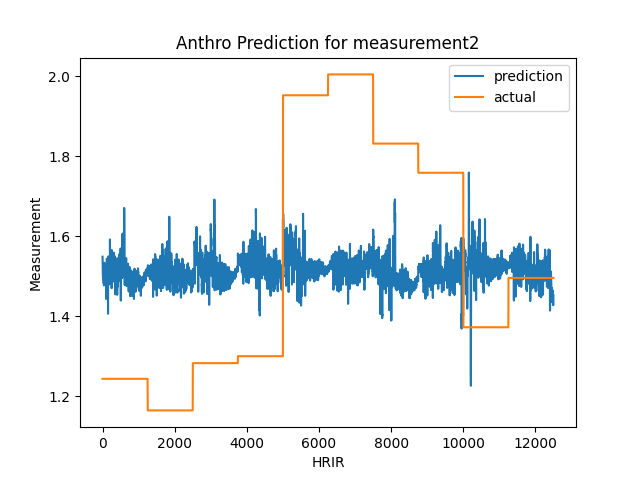 Anthro Prediction for measurement2
prediction
actual
Measurement
2.0
1.8
1.6
1.4
1.2
0 2000 4000 6000 8000 10000 12000
HRIR